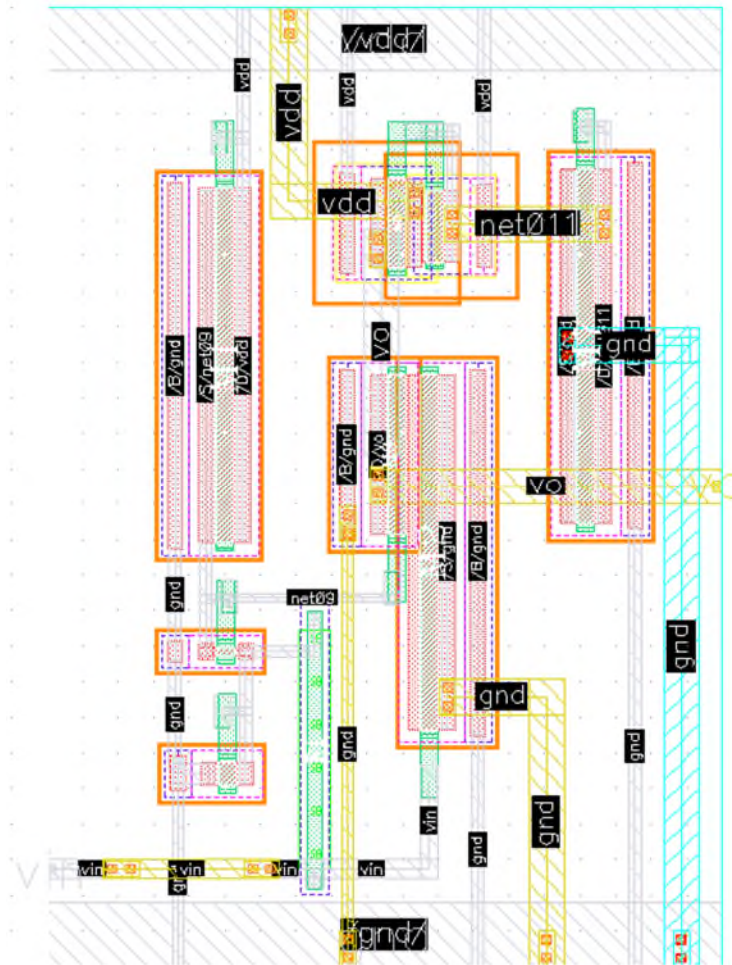 /vdd/
vdd
vdd
vdd
vdd
vdd
net011
/B/gnd
/S/net09
/D/vdd
gnd
vo
/B/gnd
D/vo
vo
/S/gnd
/B/gnd
gnd
net09
gnd
gnd
gnd
gnd
gnd
gnd
gnd
vin
vin
vin
vin
vin
gnd/